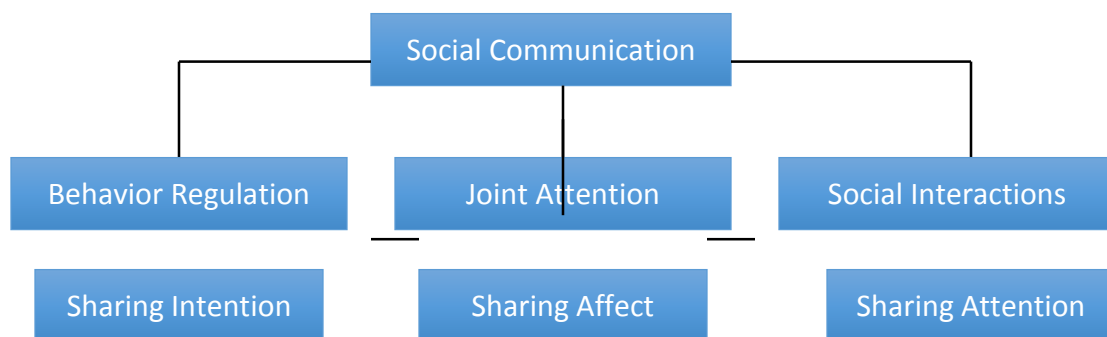 Social Communication
Behavior Regulation
Joint Attention
Social Interactions
Sharing Intention
Sharing Affect
Sharing Attention